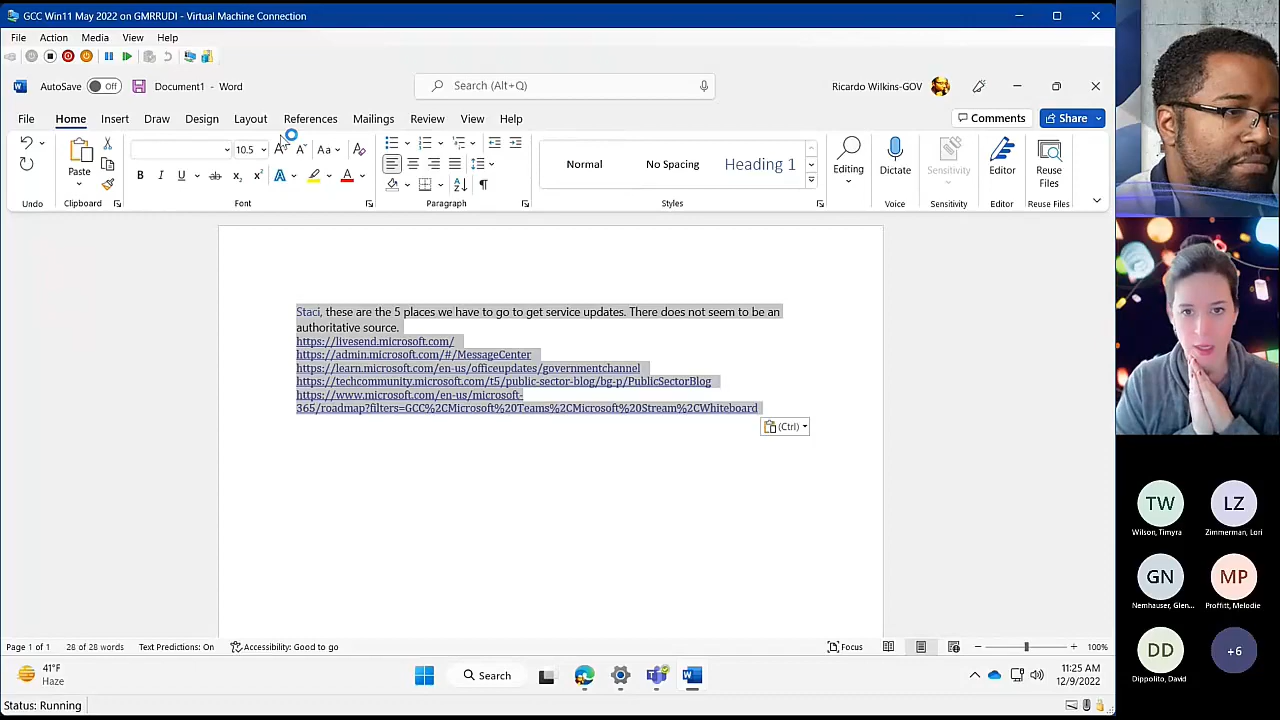 GCC Win11 May 2022 on GMRRUDI - Virtual Machine Connection
File Action Media View Help
AutoSave Off Document1 - Word Search (Alt+Q) Ricardo Wilkins-GOV
File Home Insert Draw Design Layout References Mailings Review View Help Comments Share
Paste 10.5 Aa Normal No Spacing Heading 1 Editing Dictate Sensitivity Editor Reuse Files
B I U ab x₂ x² A A
Undo Clipboard Font Paragraph Styles Voice Sensitivity Editor Reuse Files
Staci, these are the 5 places we have to go to get service updates. There does not seem to be an
authoritative source.
https://livesend.microsoft.com/
https://admin.microsoft.com/#/MessageCenter
https://learn.microsoft.com/en-us/officeupdates/governmentchannel
https://techcommunity.microsoft.com/t5/public-sector-blog/bg-p/PublicSectorBlog
https://www.microsoft.com/en-us/microsoft-
365/roadmap?filters=GCC%2CMicrosoft%20Teams%2CMicrosoft%20Stream%2CWhiteboard
(Ctrl)
Page 1 of 1 28 of 28 words Text Predictions: On Accessibility: Good to go Focus 100%
41°F
Haze
Search
11:25 AM
12/9/2022
Status: Running
TW
Wilson, Timyra
LZ
Zimmerman, Lori
GN
Nemhauser, Glen...
MP
Proffitt, Melodie
DD
Dippolito, David
+6